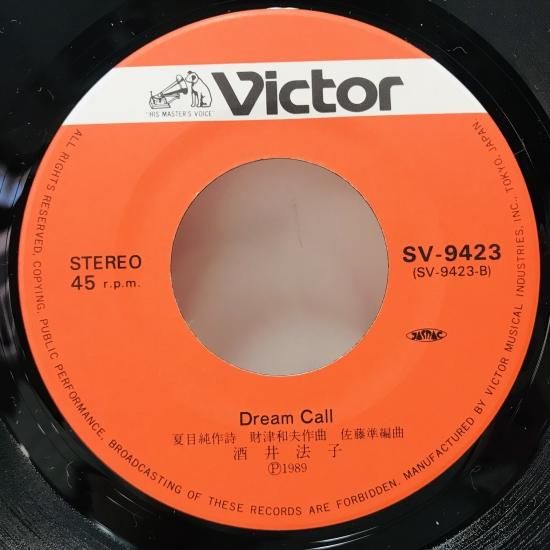 Victor
"HIS MASTER'S VOICE"
STEREO
45 r.p.m.
SV-9423
(SV-9423-B)
JASRAC
Dream Call
夏目純作詩 財津和夫作曲 佐藤準編曲
酒井法子
Ⓟ1989
ALL RIGHTS RESERVED, COPYING, PUBLIC PERFORMANCE, BROADCASTING OF THESE RECORDS ARE FORBIDDEN. MANUFACTURED BY VICTOR MUSICAL INDUSTRIES, INC., TOKYO, JAPAN.